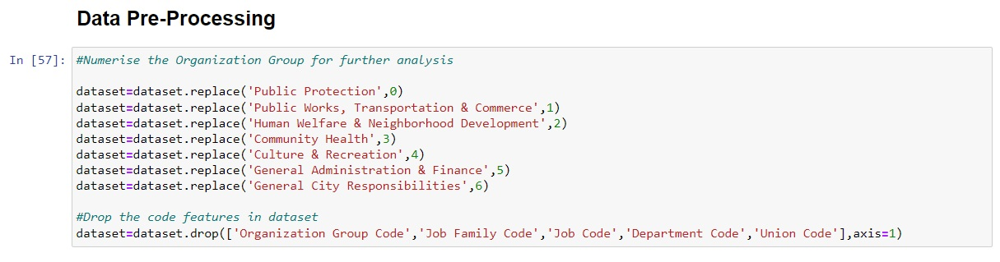 Data Pre-Processing
In [57]: #Numerise the Organization Group for further analysis
dataset=dataset.replace('Public Protection',0)
dataset=dataset.replace('Public Works, Transportation & Commerce',1)
dataset=dataset.replace('Human Welfare & Neighborhood Development',2)
dataset=dataset.replace('Community Health',3)
dataset=dataset.replace('Culture & Recreation',4)
dataset=dataset.replace('General Administration & Finance',5)
dataset=dataset.replace('General City Responsibilities',6)
#Drop the code features in dataset
dataset=dataset.drop(['Organization Group Code','Job Family Code','Job Code','Department Code','Union Code'],axis=1)